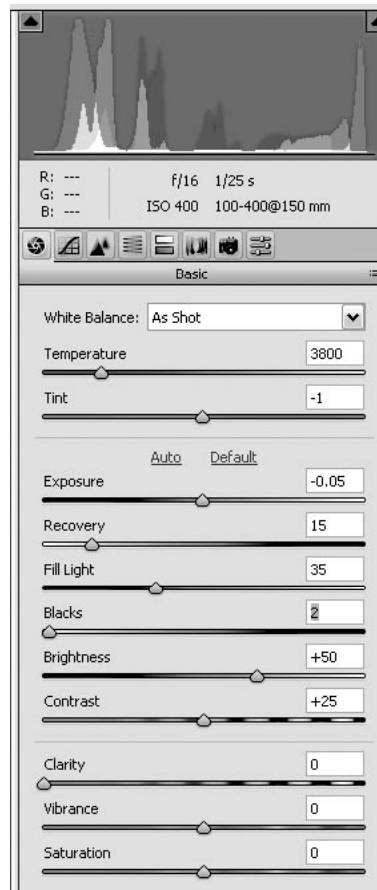 R: ---
G: ---
B: ---
f/16 1/25 s
ISO 400 100-400@150 mm
Basic
White Balance: As Shot
Temperature 3800
Tint -1
Auto Default
Exposure -0.05
Recovery 15
Fill Light 35
Blacks 2
Brightness +50
Contrast +25
Clarity 0
Vibrance 0
Saturation 0